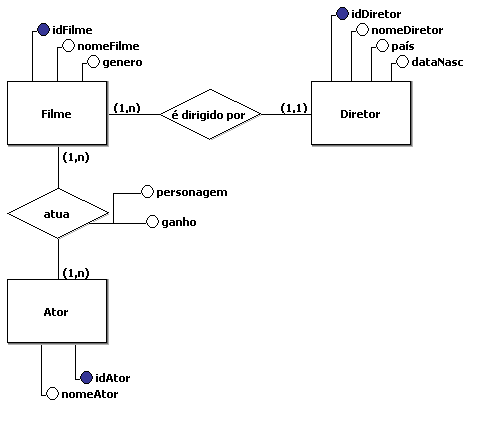 idFilme
nomeFilme
genero
idDiretor
nomeDiretor
país
dataNasc
Filme
(1,n)
é dirigido por
(1,1)
Diretor
(1,n)
atua
personagem
ganho
(1,n)
Ator
idAtor
nomeAtor